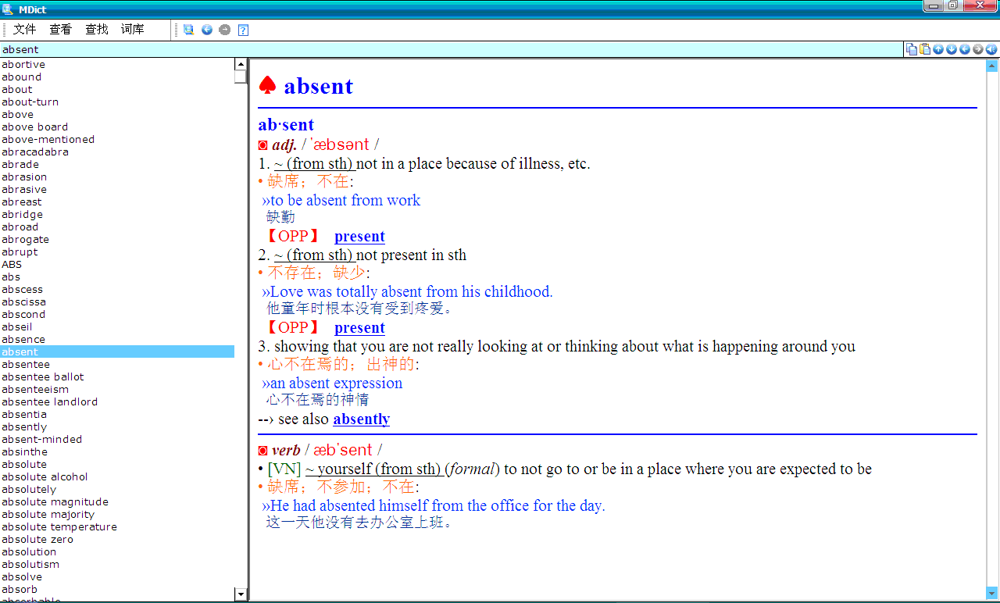 MDict
文件 查看 查找 词库
absent
abortive
abound
about
about-turn
above
above board
above-mentioned
abracadabra
abrade
abrasion
abrasive
abreast
abridge
abroad
abrogate
abrupt
ABS
abs
abscess
abscissa
abscond
abseil
absence
absent
absentee
absentee ballot
absenteeism
absentee landlord
absentia
absently
absent-minded
absinthe
absolute
absolute alcohol
absolutely
absolute magnitude
absolute majority
absolute temperature
absolute zero
absolution
absolutism
absolve
absorb
absorbable
♠ absent
ab·sent
◙ adj. / ˈæbsənt /
1. ~ (from sth) not in a place because of illness, etc.
• 缺席；不在:
»to be absent from work
缺勤
【OPP】 present
2. ~ (from sth) not present in sth
• 不存在；缺少:
»Love was totally absent from his childhood.
他童年时根本没有受到疼爱。
【OPP】 present
3. showing that you are not really looking at or thinking about what is happening around you
• 心不在焉的；出神的:
»an absent expression
心不在焉的神情
--› see also absently
◙ verb / æbˈsent /
• [VN] ~ yourself (from sth) (formal) to not go to or be in a place where you are expected to be
• 缺席；不参加；不在:
»He had absented himself from the office for the day.
这一天他没有去办公室上班。